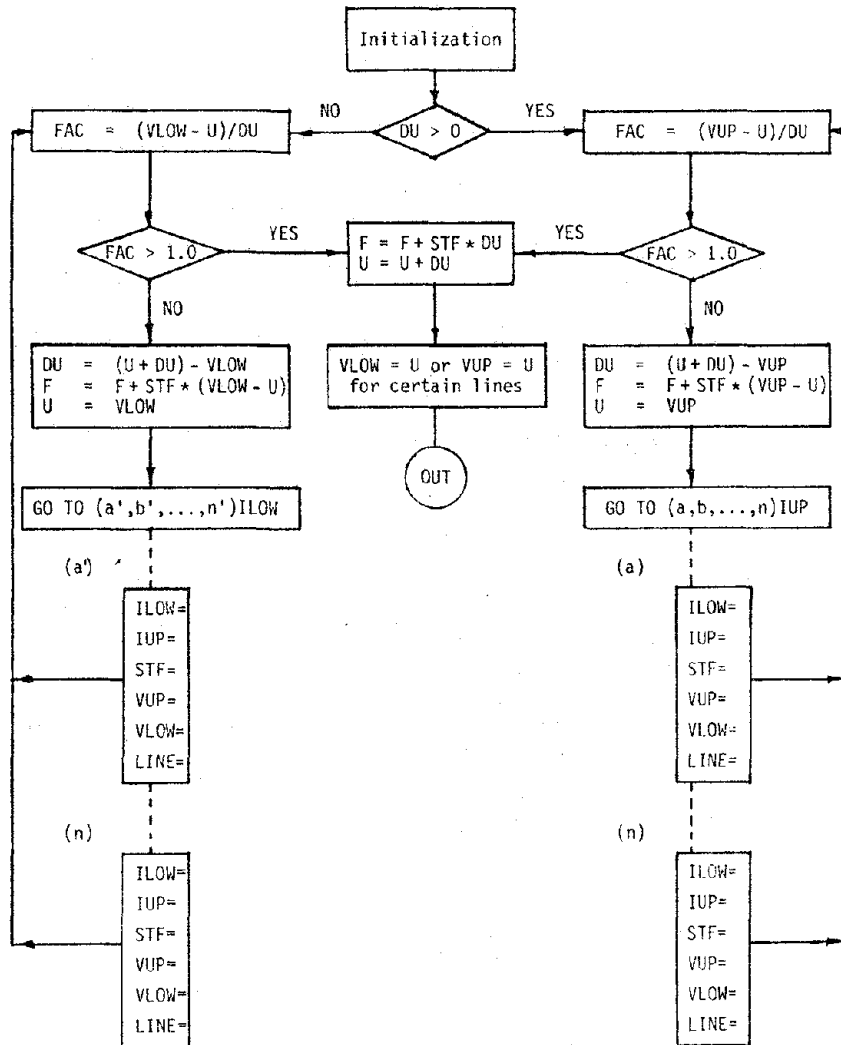 Initialization
NO
DU > 0
YES
FAC = (VLOW - U)/DU
FAC = (VUP - U)/DU
FAC > 1.0
YES
F = F + STF * DU
U = U + DU
YES
FAC > 1.0
NO
NO
DU = (U + DU) - VLOW
F = F + STF * (VLOW - U)
U = VLOW
VLOW = U or VUP = U
for certain lines
DU = (U + DU) - VUP
F = F + STF * (VUP - U)
U = VUP
OUT
GO TO (a',b',...,n')ILOW
GO TO (a,b,...,n)IUP
(a')
(a)
ILOW=
IUP=
STF=
VUP=
VLOW=
LINE=
ILOW=
IUP=
STF=
VUP=
VLOW=
LINE=
(n)
(n)
ILOW=
IUP=
STF=
VUP=
VLOW=
LINE=
ILOW=
IUP=
STF=
VUP=
VLOW=
LINE=